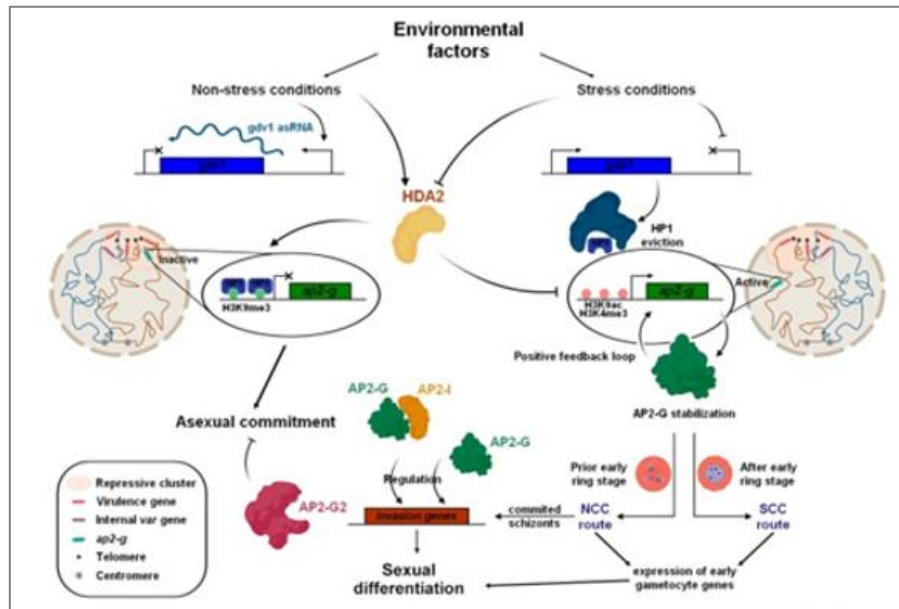 Environmental
factors
Non-stress conditions
Stress conditions
gdv1 asRNA
HDA2
HP1
eviction
Inactive
H3K9me3
ap2-g
ap2-g
H3K9ac
H3K4me3
Active
Positive feedback loop
AP2-G stabilization
Asexual commitment
AP2-G
AP2-I
AP2-G
Regulation
AP2-G2
Invasion genes
Sexual
differentiation
Prior early
ring stage
After early
ring stage
commited
schizonts
NCC
route
SCC
route
expression of early
gametocyte genes
Repressive cluster
Virulence gene
Internal var gene
ap2-g
Telomere
Centromere